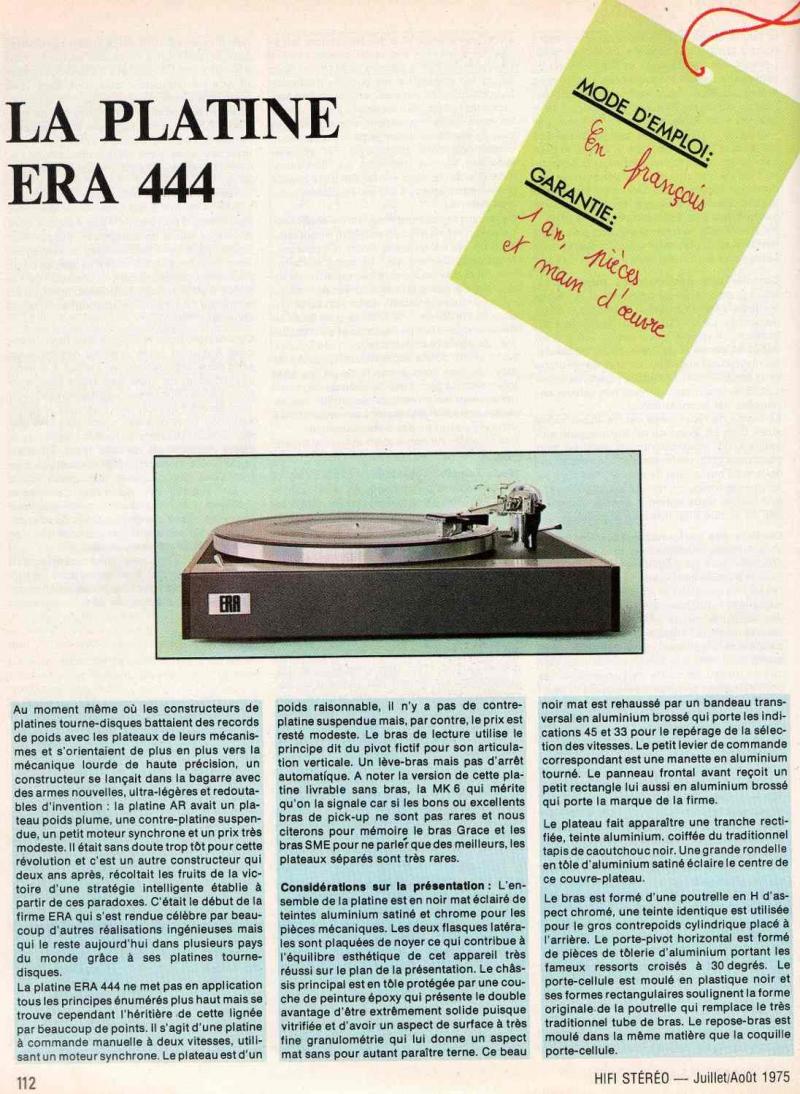 LA PLATINE
ERA 444
MODE D'EMPLOI:
En français
GARANTIE:
1 an, pièces
et main d'œuvre
ERA
Au moment même où les constructeurs de
platines tourne-disques battaient des records
de poids avec les plateaux de leurs mécanis-
mes et s'orientaient de plus en plus vers la
mécanique lourde de haute précision, un
constructeur se lançait dans la bagarre avec
des armes nouvelles, ultra-légères et redouta-
bles d'invention : la platine AR avait un pla-
teau poids plume, une contre-platine suspen-
due, un petit moteur synchrone et un prix très
modeste. Il était sans doute trop tôt pour cette
révolution et c'est un autre constructeur qui
deux ans après, récoltait les fruits de la vic-
toire d'une stratégie intelligente établie à
partir de ces paradoxes. C'était le début de la
firme ERA qui s'est rendue célèbre par beau-
coup d'autres réalisations ingénieuses mais
qui le reste aujourd'hui dans plusieurs pays
du monde grâce à ses platines tourne-
disques.
La platine ERA 444 ne met pas en application
tous les principes énumérés plus haut mais se
trouve cependant l'héritière de cette lignée
par beaucoup de points. Il s'agit d'une platine
à commande manuelle à deux vitesses, utili-
sant un moteur synchrone. Le plateau est d'un
poids raisonnable, il n'y a pas de contre-
platine suspendue mais, par contre, le prix est
resté modeste. Le bras de lecture utilise le
principe dit du pivot fictif pour son articula-
tion verticale. Un lève-bras mais pas d'arrêt
automatique. A noter la version de cette pla-
tine livrable sans bras, la MK 6 qui mérite
qu'on la signale car si les bons ou excellents
bras de pick-up ne sont pas rares et nous
citerons pour mémoire le bras Grace et les
bras SME pour ne parler que des meilleurs, les
plateaux séparés sont très rares.
Considérations sur la présentation : L'en-
semble de la platine est en noir mat éclairé de
teintes aluminium satiné et chrome pour les
pièces mécaniques. Les deux flasques latéra-
les sont plaquées de noyer ce qui contribue à
l'équilibre esthétique de cet appareil très
réussi sur le plan de la présentation. Le châs-
sis principal est en tôle protégée par une cou-
che de peinture époxy qui présente le double
avantage d'être extrêmement solide puisque
vitrifiée et d'avoir un aspect de surface à très
fine granulométrie qui lui donne un aspect
mat sans pour autant paraître terne. Ce beau
noir mat est rehaussé par un bandeau trans-
versal en aluminium brossé qui porte les indi-
cations 45 et 33 pour le repérage de la sélec-
tion des vitesses. Le petit levier de commande
correspondant est une manette en aluminium
tourné. Le panneau frontal avant reçoit un
petit rectangle lui aussi en aluminium brossé
qui porte la marque de la firme.
Le plateau fait apparaître une tranche recti-
fiée, teinte aluminium. coiffée du traditionnel
tapis de caoutchouc noir. Une grande rondelle
en tôle d'aluminium satiné éclaire le centre de
ce couvre-plateau.
Le bras est formé d'une poutrelle en H d'as-
pect chromé, une teinte identique est utilisée
pour le gros contrepoids cylindrique placé à
l'arrière. Le porte-pivot horizontal est formé
de pièces de tôlerie d'aluminium portant les
fameux ressorts croisés à 30 degrés. Le
porte-cellule est moulé en plastique noir et
ses formes rectangulaires soulignent la forme
originale de la poutrelle qui remplace le très
traditionnel tube de bras. Le repose-bras est
moulé dans la même matière que la coquille
porte-cellule.
112
HIFI STÉRÉO — Juillet/Août 1975